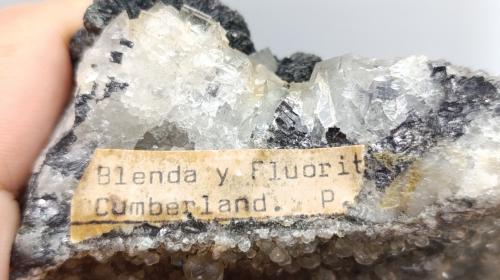 Blenda y Fluorit
Cumberland. P.